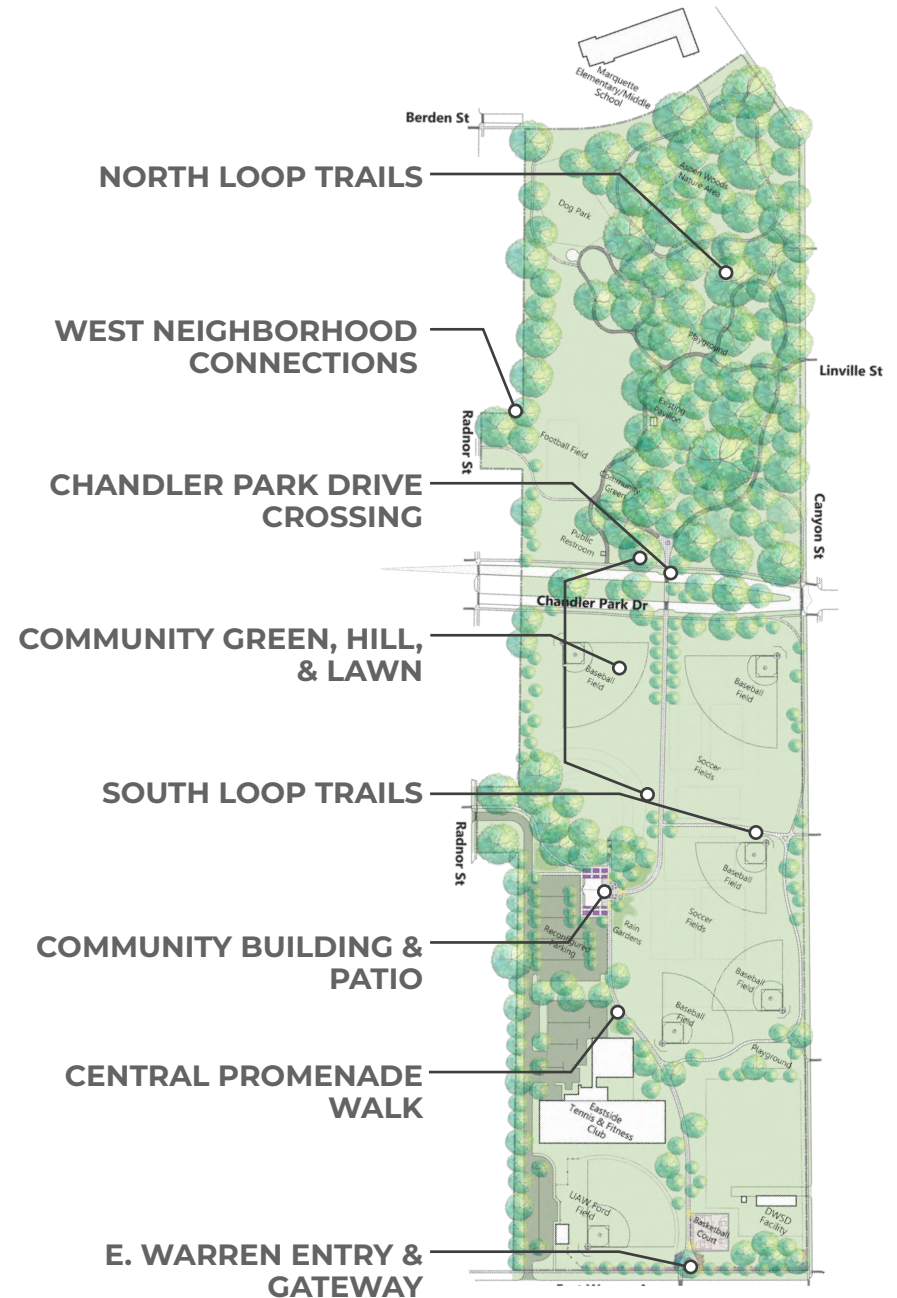 Marquette
Elementary/Middle
School
Berden St
NORTH LOOP TRAILS
Aspen Woods
Nature Area
Dog Park
WEST NEIGHBORHOOD
CONNECTIONS
Playground
Linville St
Existing
Pavilion
Radnor St
Football Field
CHANDLER PARK DRIVE
CROSSING
Community
Green
Canyon St
Public
Restroom
Chandler Park Dr
COMMUNITY GREEN, HILL,
& LAWN
Baseball
Field
Baseball
Field
Soccer
Fields
SOUTH LOOP TRAILS
Radnor St
Baseball
Field
Soccer
Fields
Rain
Gardens
COMMUNITY BUILDING &
PATIO
Reconfigured
Parking
Baseball
Field
Baseball
Field
CENTRAL PROMENADE
WALK
Playground
Eastside
Tennis & Fitness
Club
UAW-Ford
Field
Basketball
Court
DWSD
Facility
E. WARREN ENTRY &
GATEWAY